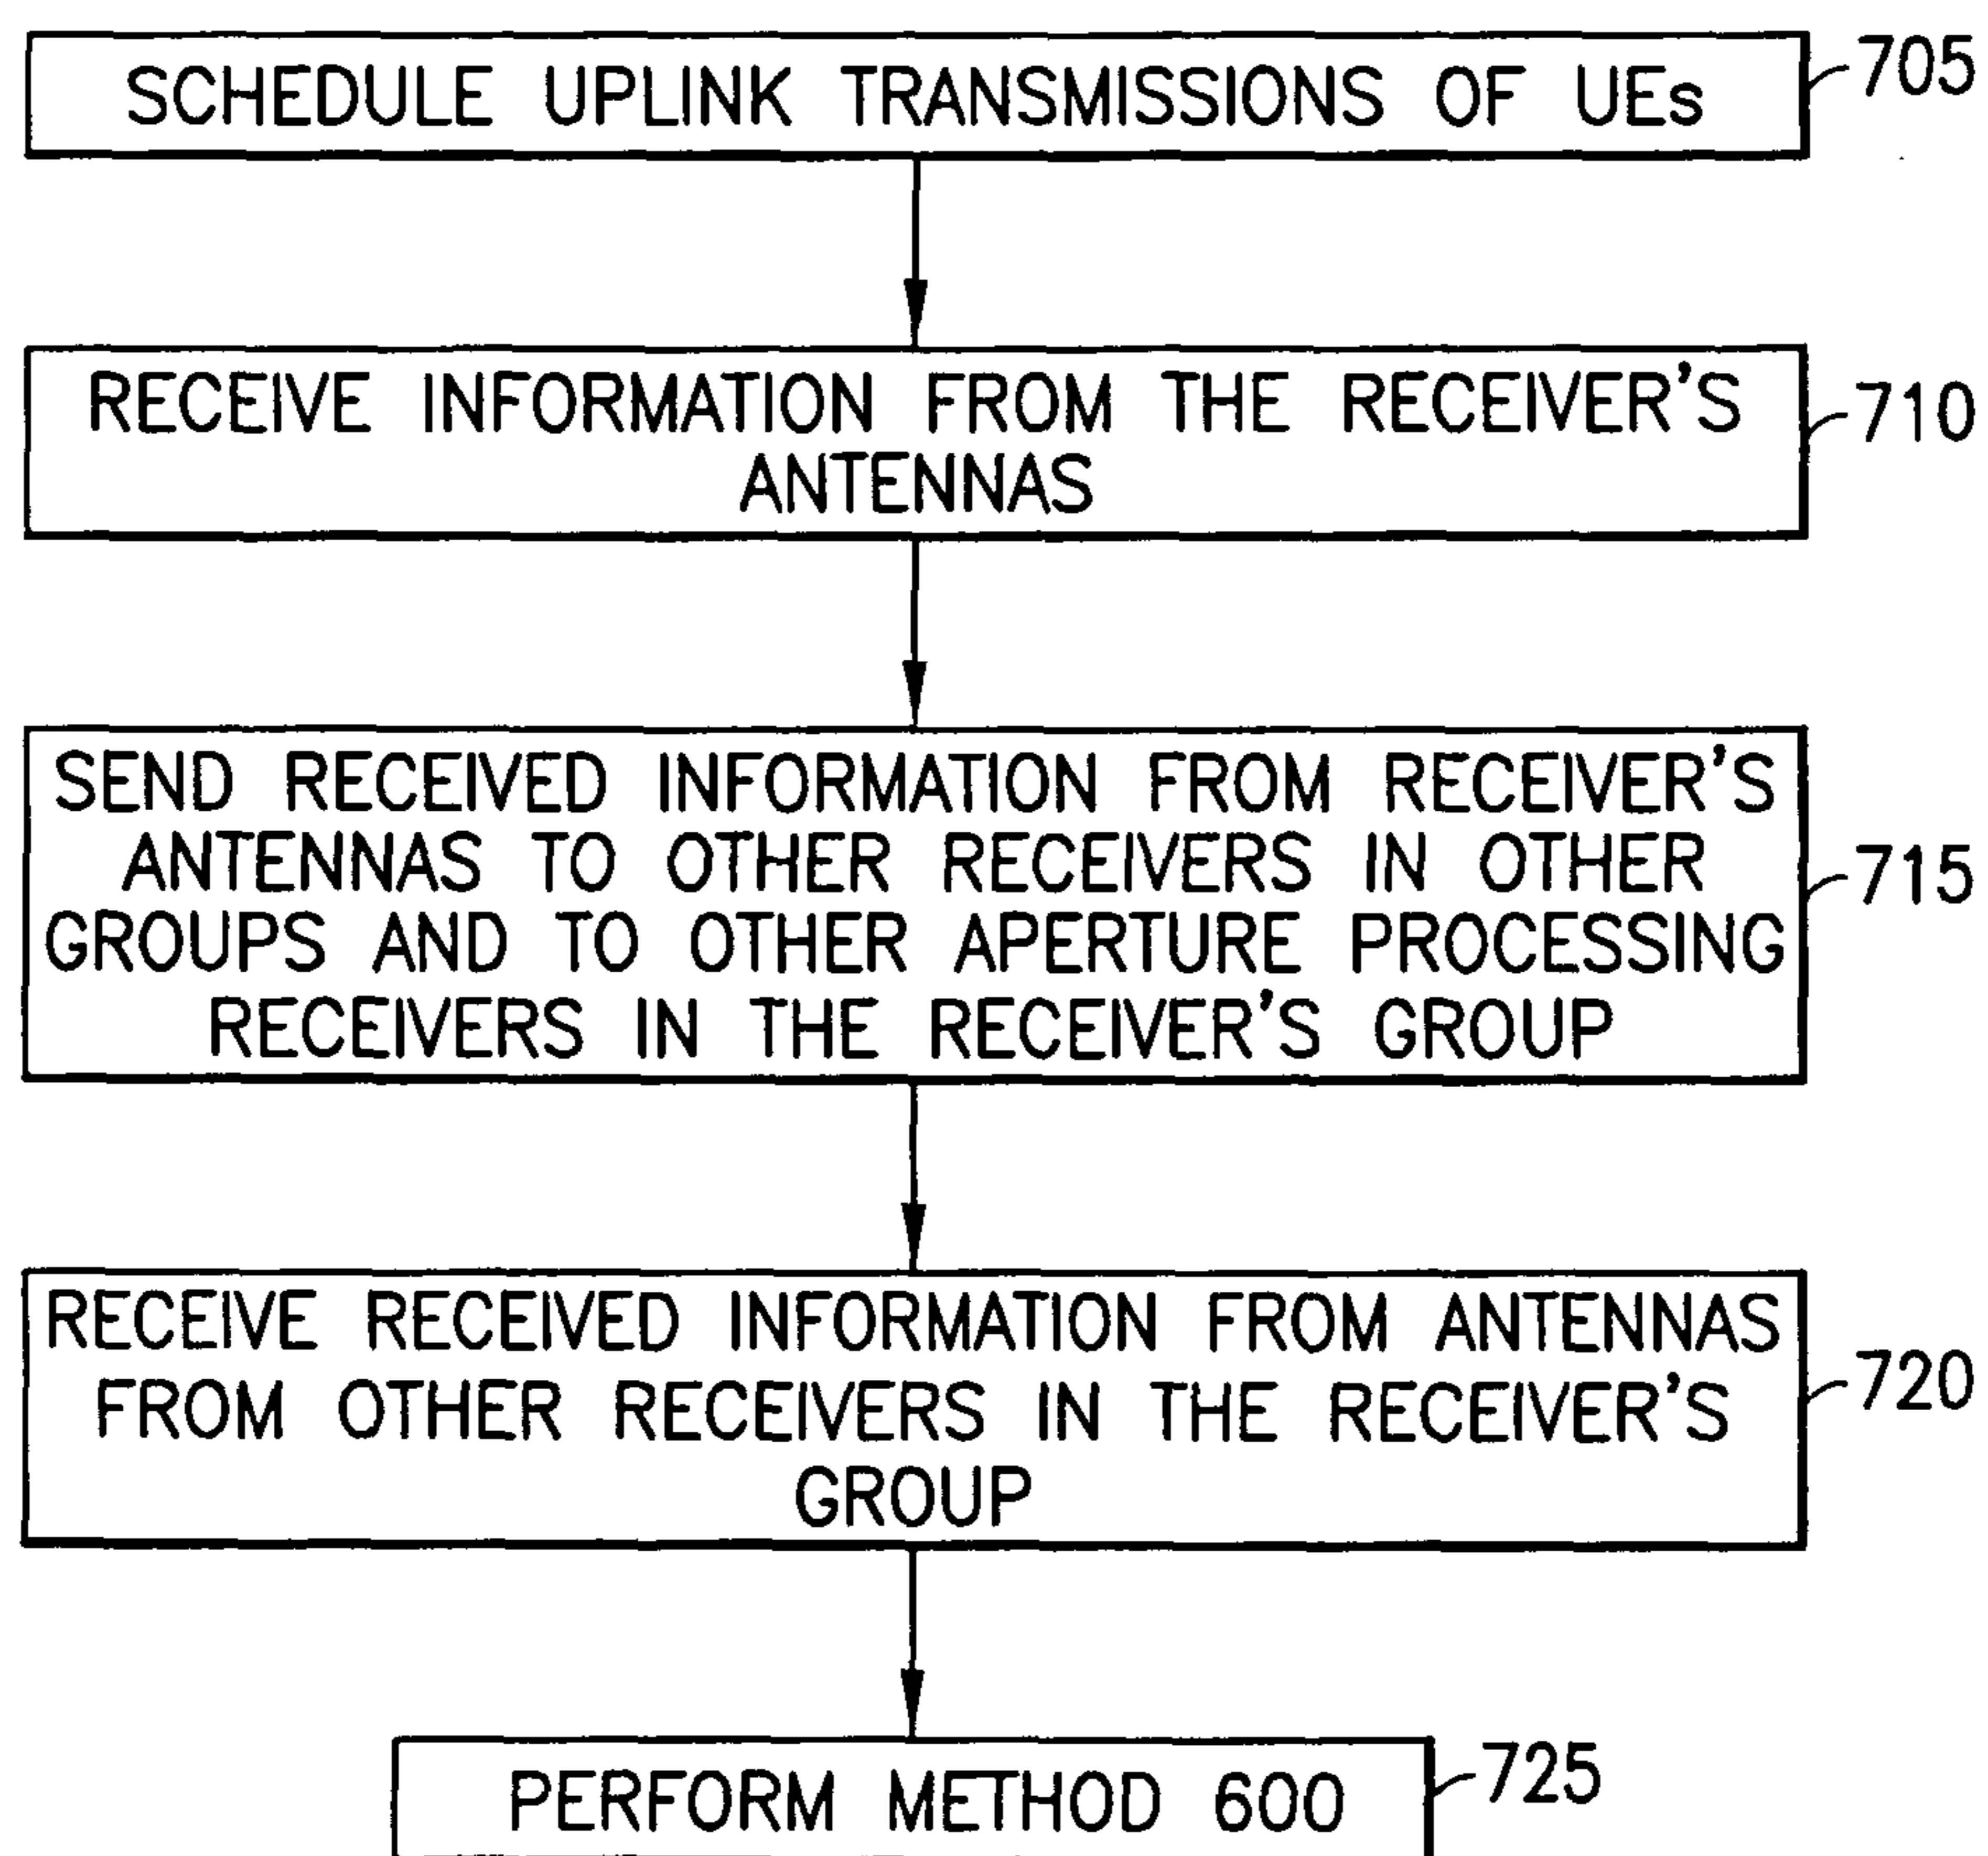 SCHEDULE UPLINK TRANSMISSIONS OF UEs
705
RECEIVE INFORMATION FROM THE RECEIVER'S
ANTENNAS
710
SEND RECEIVED INFORMATION FROM RECEIVER'S
ANTENNAS TO OTHER RECEIVERS IN OTHER
GROUPS AND TO OTHER APERTURE PROCESSING
RECEIVERS IN THE RECEIVER'S GROUP
715
RECEIVE RECEIVED INFORMATION FROM ANTENNAS
FROM OTHER RECEIVERS IN THE RECEIVER'S
GROUP
720
PERFORM METHOD 600
725